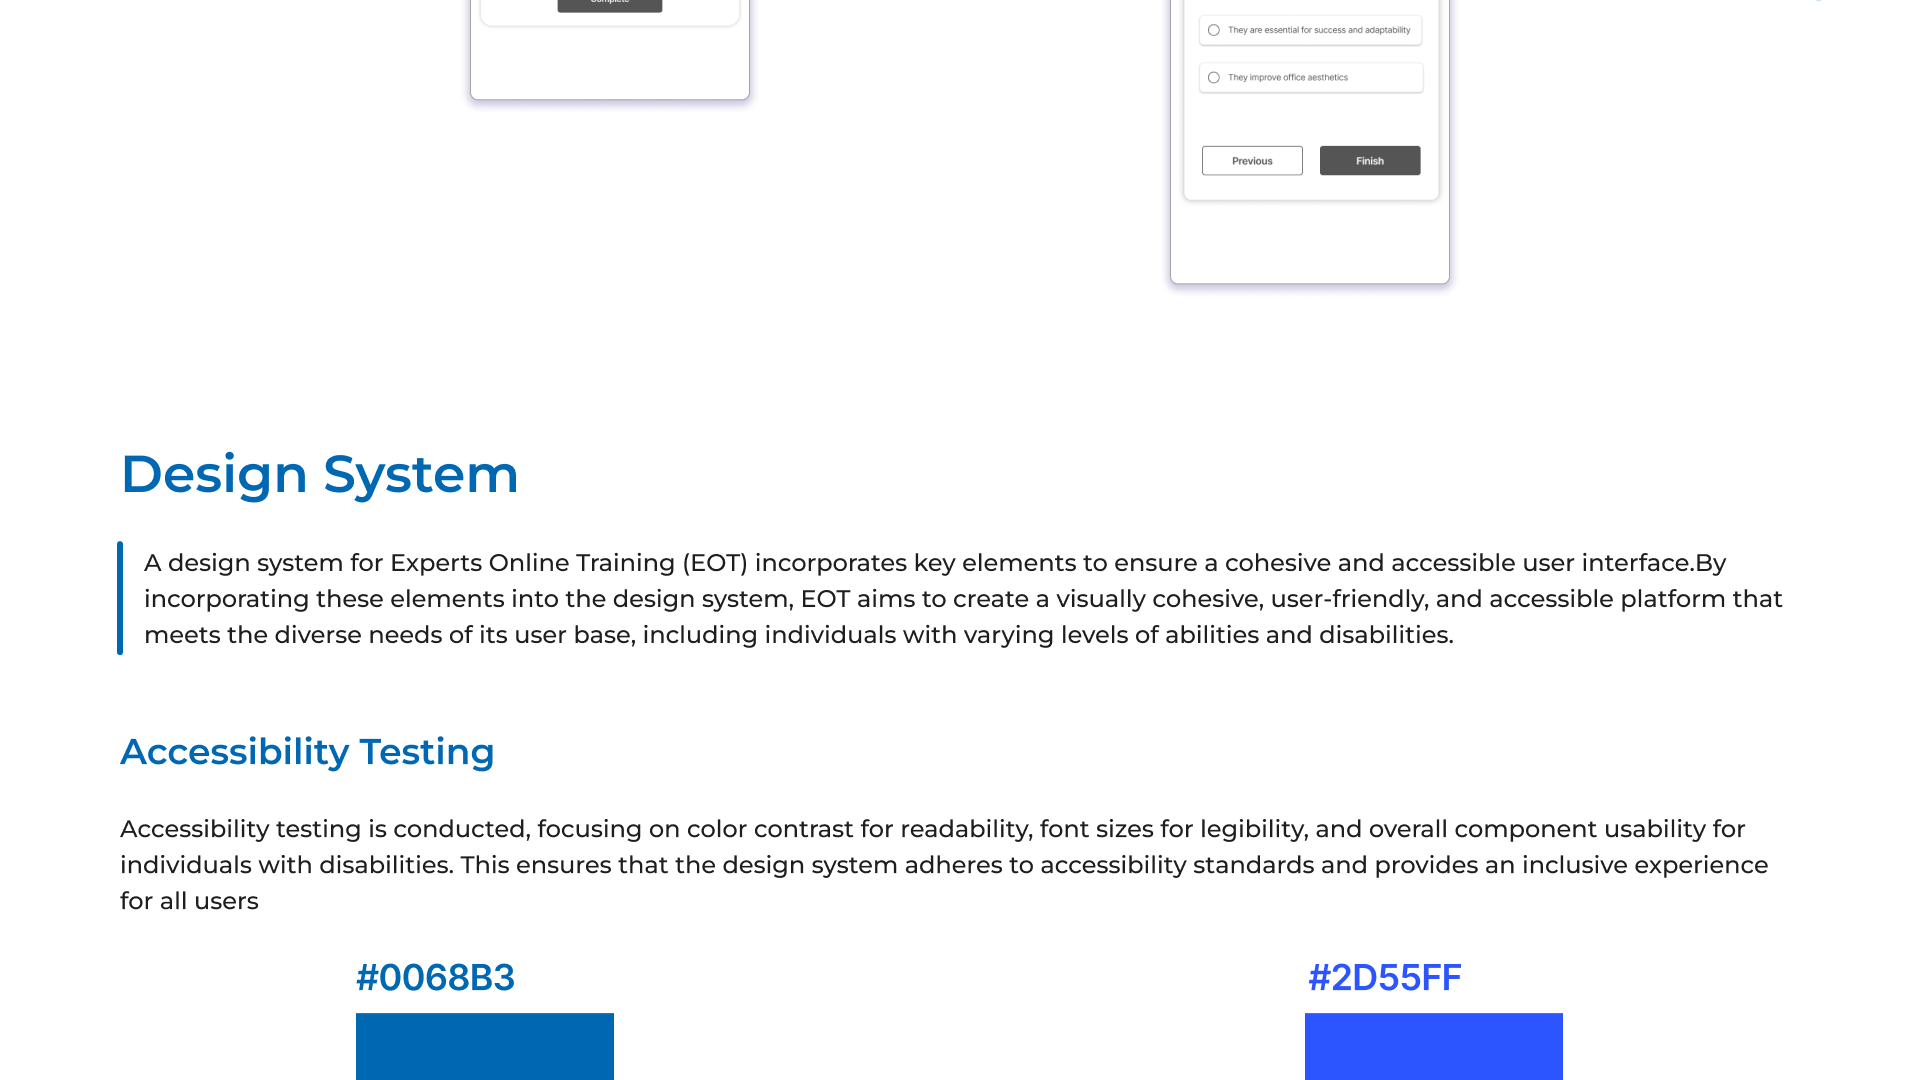 Complete
They are essential for success and adaptability
They improve office aesthetics
Previous
Finish
Design System
A design system for Experts Online Training (EOT) incorporates key elements to ensure a cohesive and accessible user interface.By
incorporating these elements into the design system, EOT aims to create a visually cohesive, user-friendly, and accessible platform that
meets the diverse needs of its user base, including individuals with varying levels of abilities and disabilities.
Accessibility Testing
Accessibility testing is conducted, focusing on color contrast for readability, font sizes for legibility, and overall component usability for
individuals with disabilities. This ensures that the design system adheres to accessibility standards and provides an inclusive experience
for all users
#0068B3
#2D55FF